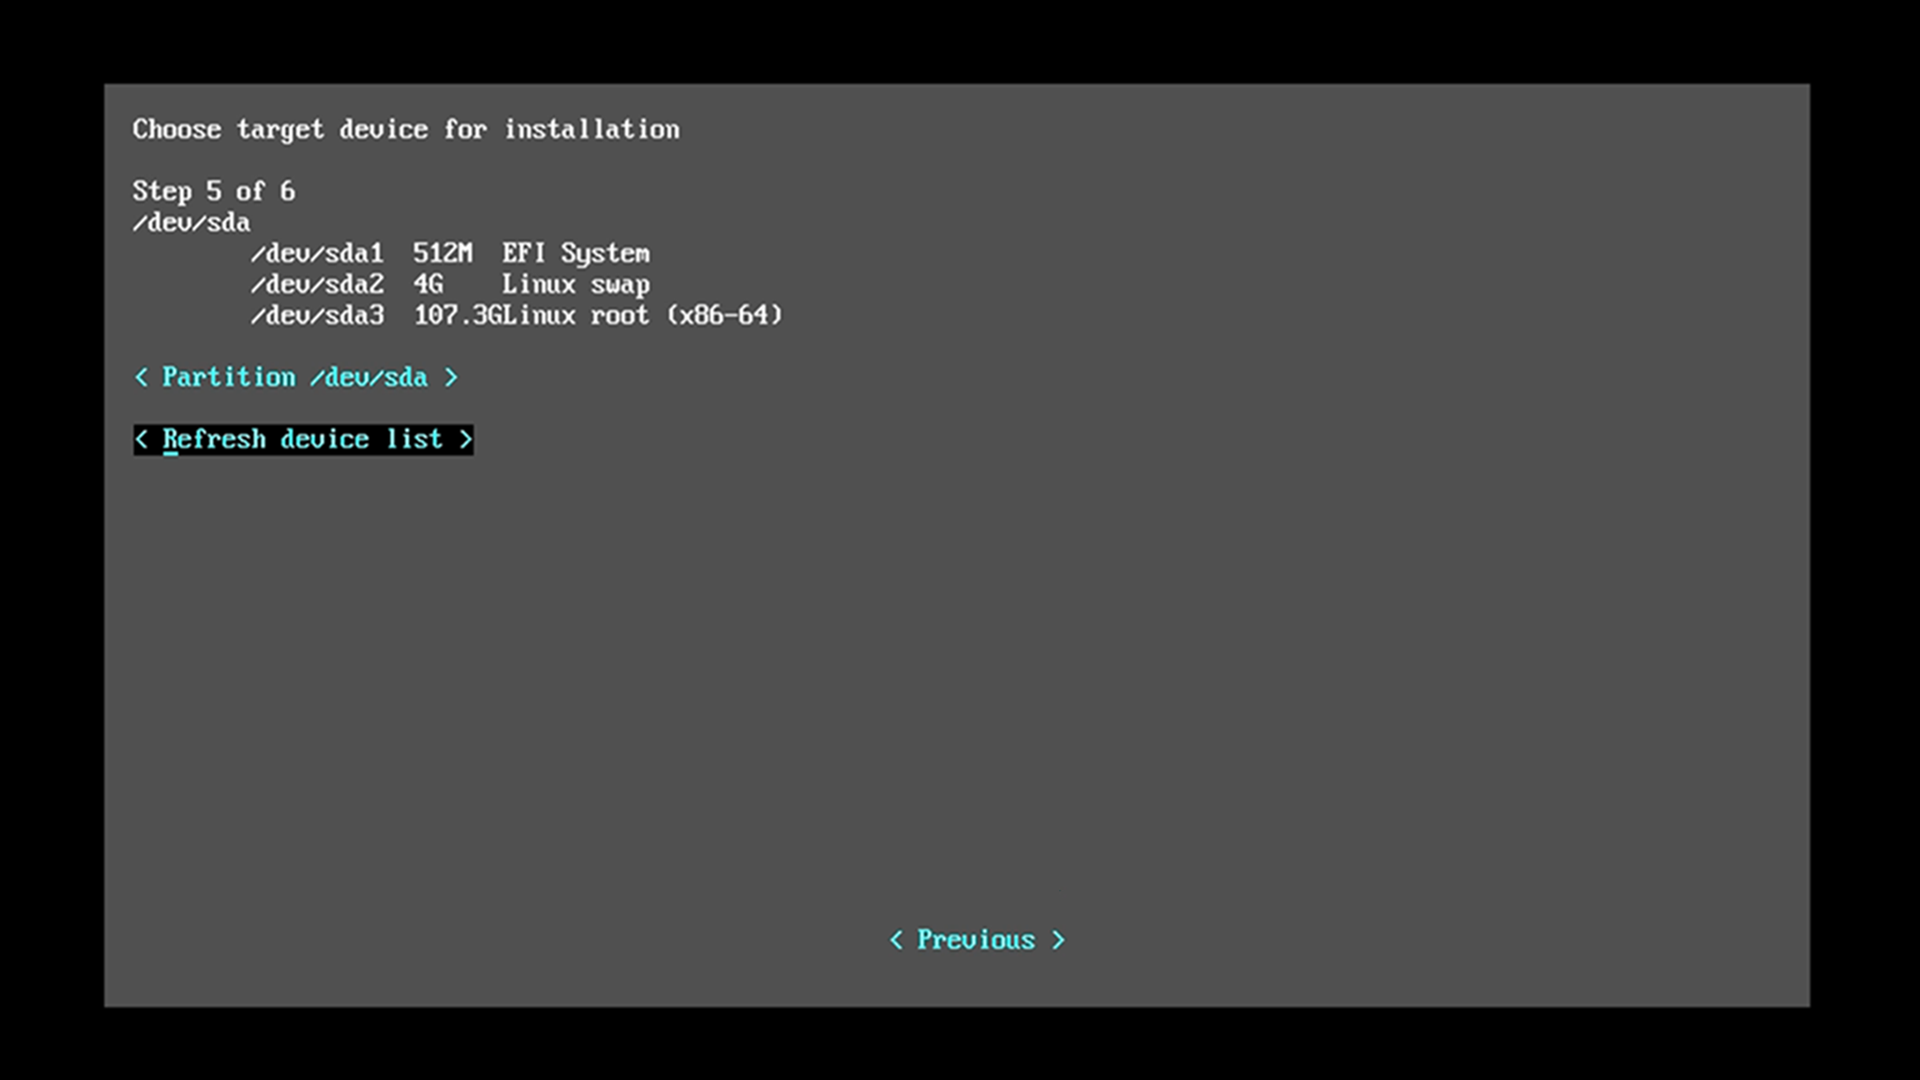 Choose target device for installation
Step 5 of 6
/dev/sda
/dev/sda1 512M EFI System
/dev/sda2 4G Linux swap
/dev/sda3 107.3GLinux root (x86-64)
< Partition /dev/sda >
< Refresh device list >
< Previous >